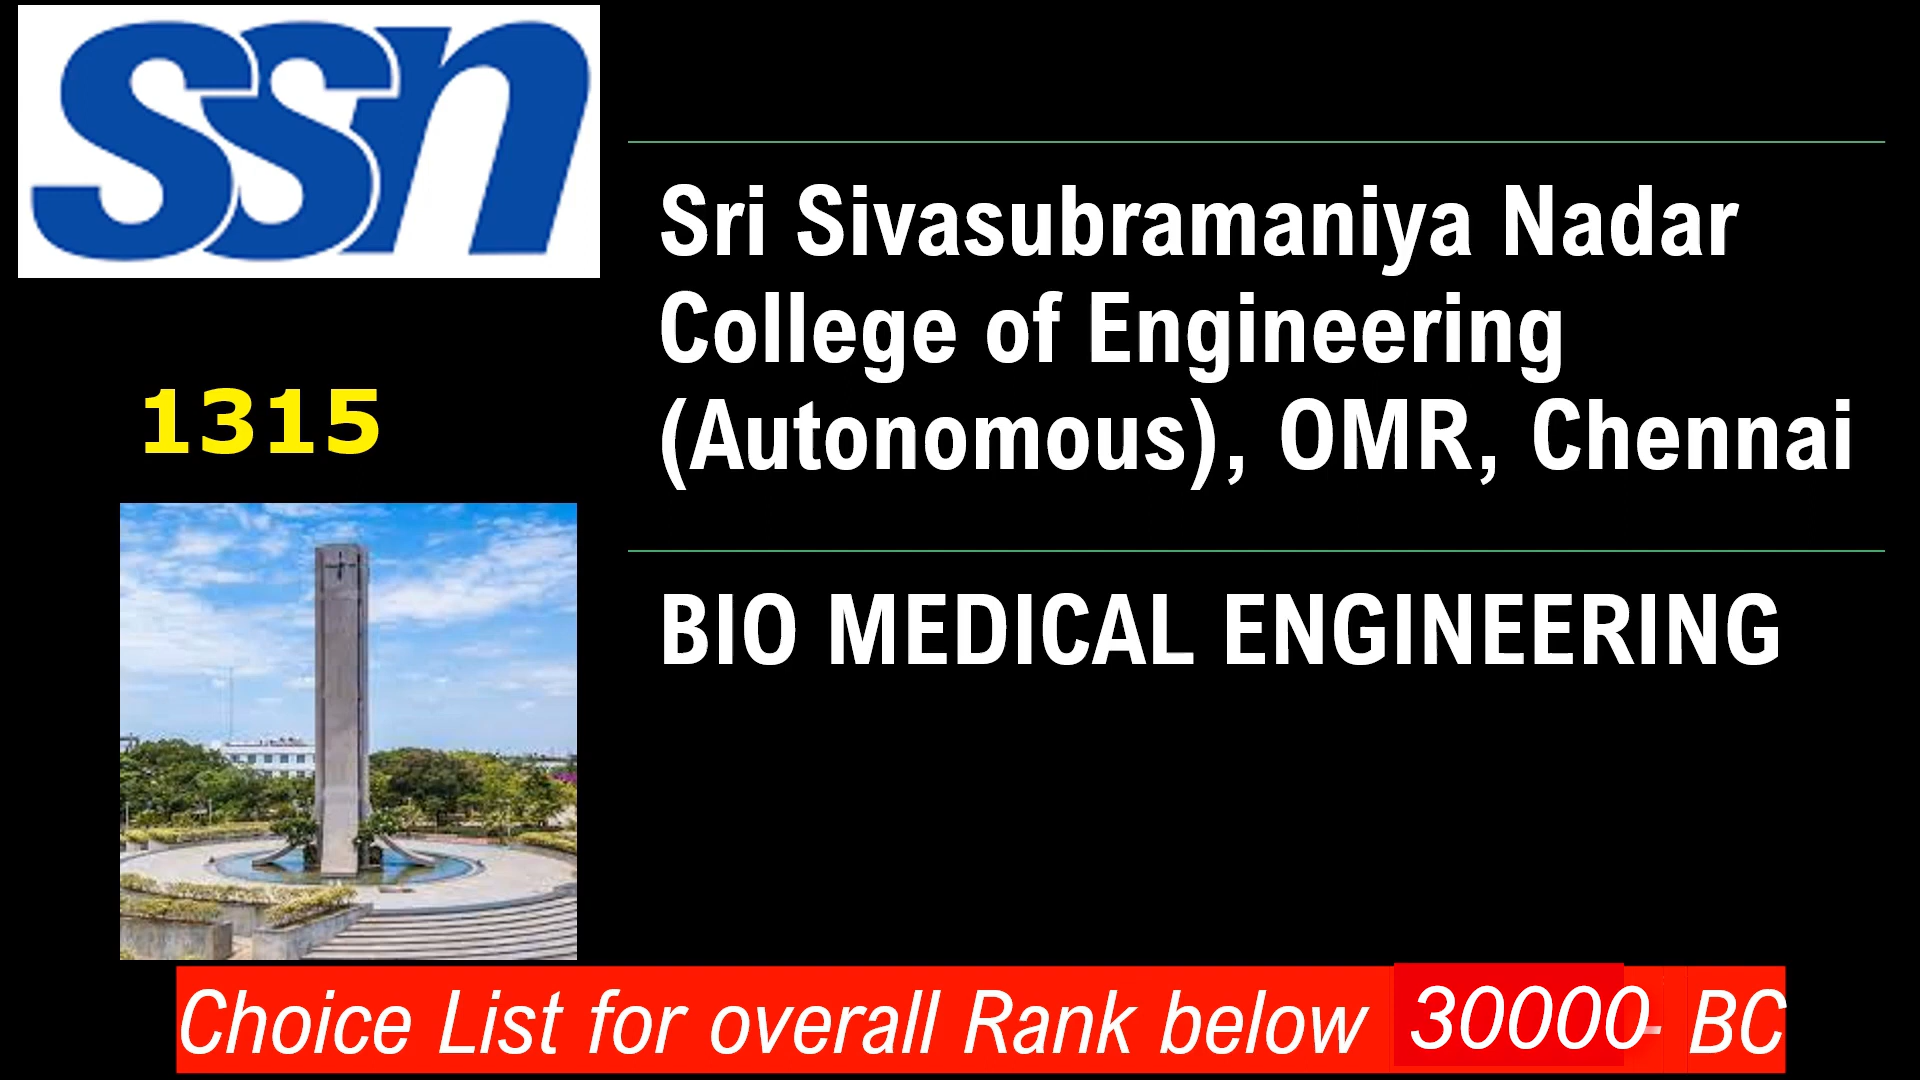 ssn
Sri Sivasubramaniya Nadar
College of Engineering
(Autonomous), OMR, Chennai
1315
BIO MEDICAL ENGINEERING
Choice List for overall Rank below 30000- BC